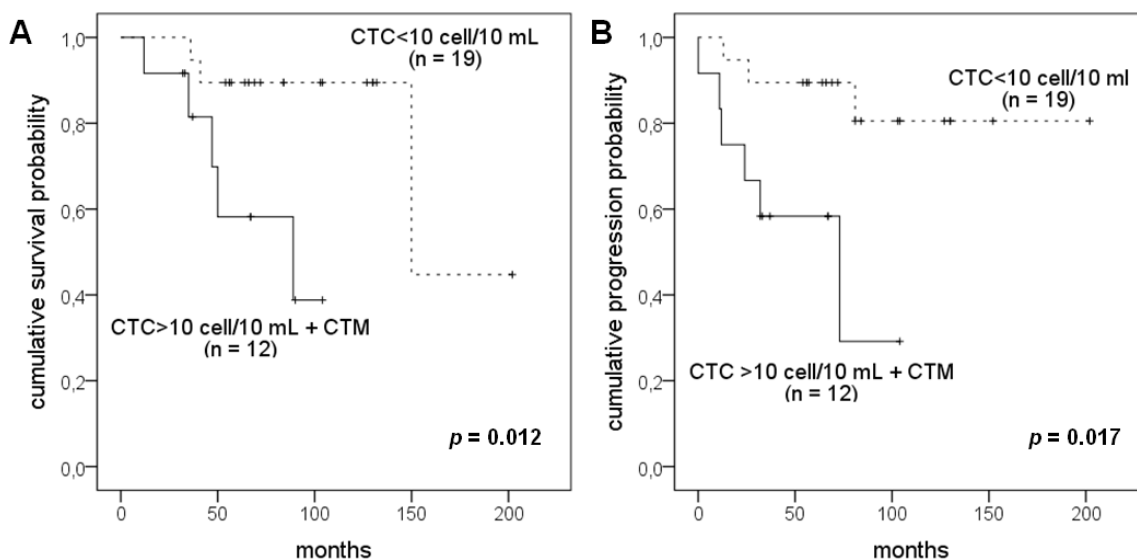 A
cumulative survival probability
1,0
0,8
0,6
0,4
0,2
0,0
CTC<10 cell/10 mL
(n = 19)
CTC>10 cell/10 mL + CTM
(n = 12)
p = 0.012
0 50 100 150 200
months
B
cumulative progression probability
1,0
0,8
0,6
0,4
0,2
0,0
CTC<10 cell/10 ml
(n = 19)
CTC >10 cell/10 mL + CTM
(n = 12)
p = 0.017
0 50 100 150 200
months